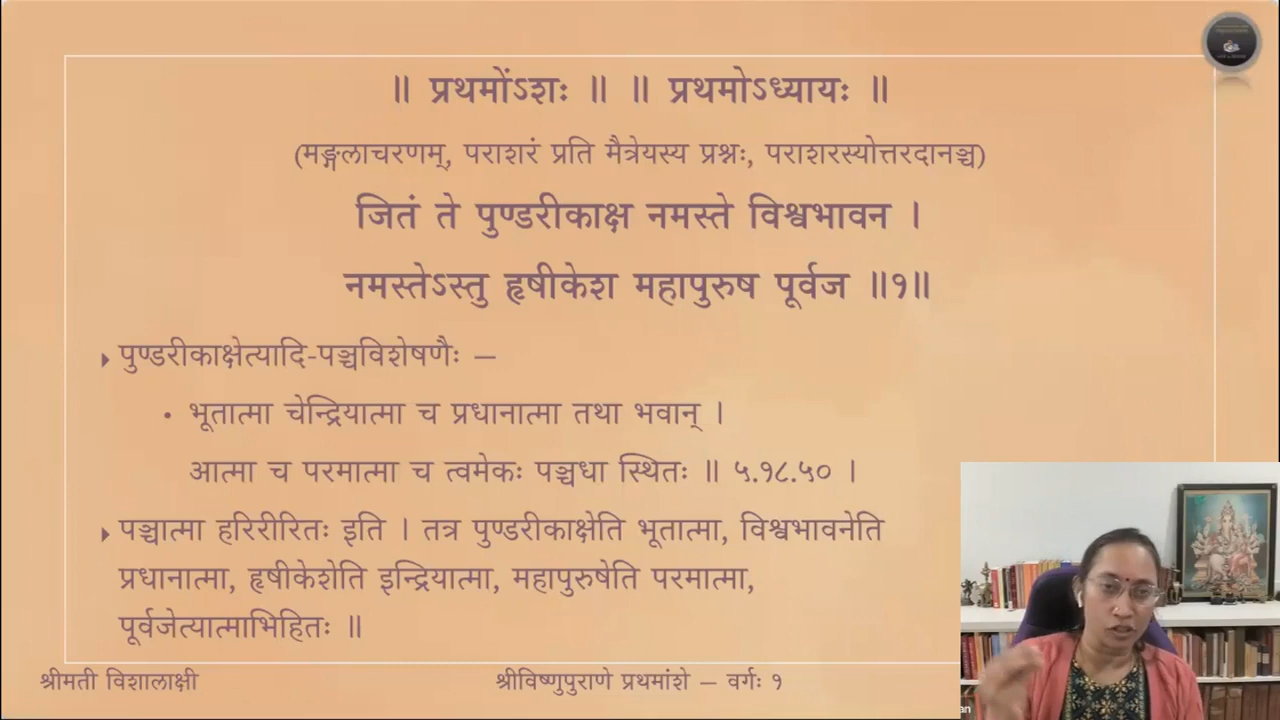 ॥ प्रथमोंऽशः ॥ ॥ प्रथमोऽध्यायः ॥
(मङ्गलाचरणम्, पराशरं प्रति मैत्रेयस्य प्रश्नः, पराशरस्योत्तरदानञ्च)
जितं ते पुण्डरीकाक्ष नमस्ते विश्वभावन ।
नमस्तेऽस्तु हृषीकेश महापुरुष पूर्वज ॥१॥
पुण्डरीकाक्षेत्यादि-पञ्चविशेषणैः –
• भूतात्मा चेन्द्रियात्मा च प्रधानात्मा तथा भवान् ।
आत्मा च परमात्मा च त्वमेकः पञ्चधा स्थितः ॥ ५.१८.५० ।
पञ्चात्मा हरिरीरितः इति । तत्र पुण्डरीकाक्षेति भूतात्मा, विश्वभावनेति
प्रधानात्मा, हृषीकेशेति इन्द्रियात्मा, महापुरुषेति परमात्मा,
पूर्वजेत्यात्माभिहितः ॥
श्रीमती विशालाक्षी
श्रीविष्णुपुराणे प्रथमांशे – वर्गः १
an